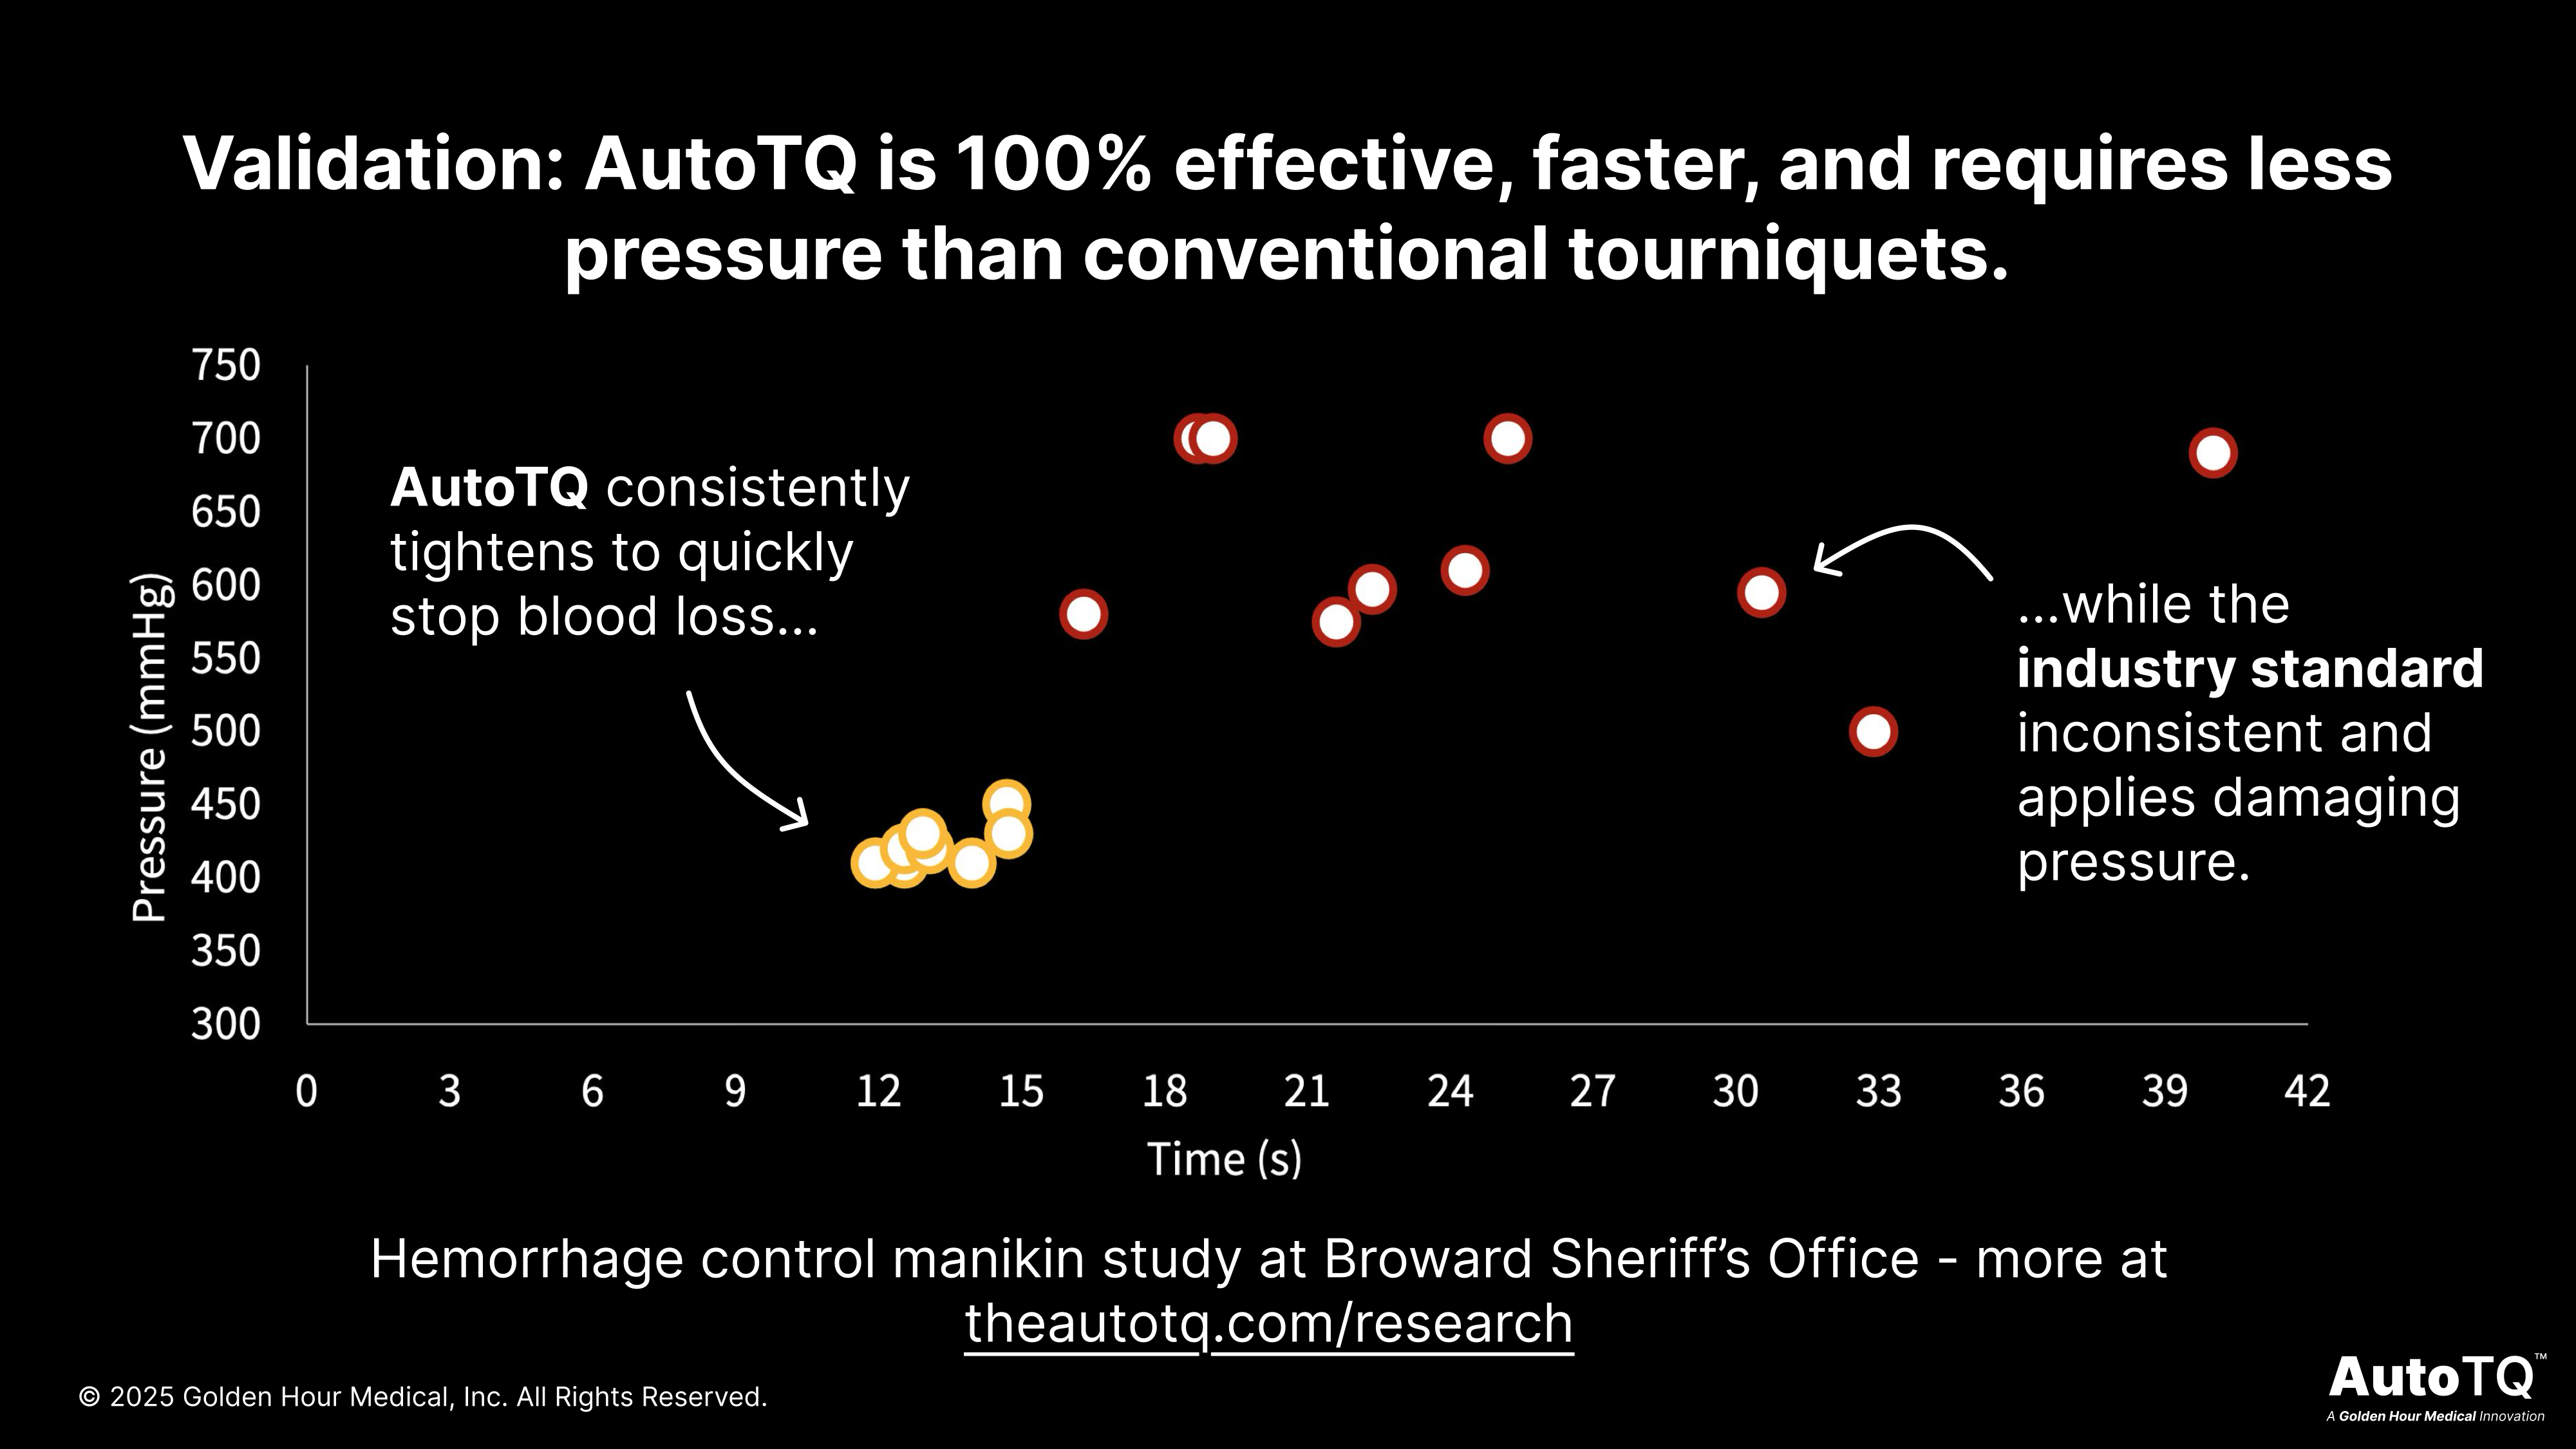 Validation: AutoTQ is 100% effective, faster, and requires less
pressure than conventional tourniquets.
750
700
650
600
550
500
450
400
350
300
Pressure (mmHg)
AutoTQ consistently
tightens to quickly
stop blood loss...
...while the
industry standard
inconsistent and
applies damaging
pressure.
0 3 6 9 12 15 18 21 24 27 30 33 36 39 42
Time (s)
Hemorrhage control manikin study at Broward Sheriff’s Office - more at
theautotq.com/research
© 2025 Golden Hour Medical, Inc. All Rights Reserved.
AutoTQ™
A Golden Hour Medical Innovation